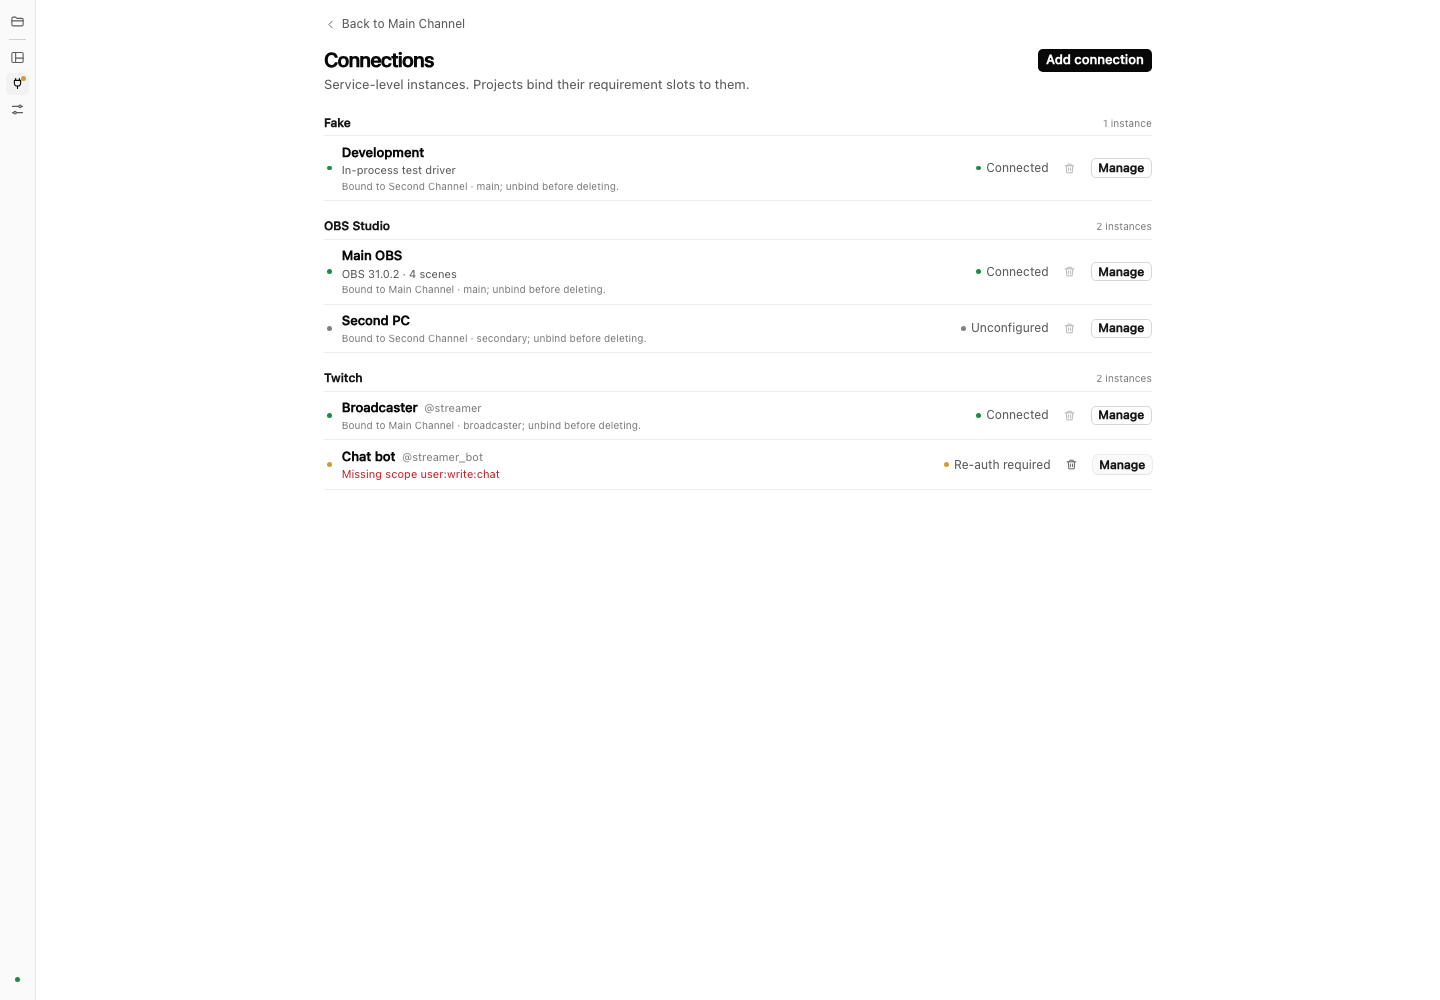 Back to Main Channel
Connections
Add connection
Service-level instances. Projects bind their requirement slots to them.
Fake
1 instance
Development
In-process test driver
Bound to Second Channel · main; unbind before deleting.
Connected
Manage
OBS Studio
2 instances
Main OBS
OBS 31.0.2 · 4 scenes
Bound to Main Channel · main; unbind before deleting.
Connected
Manage
Second PC
Bound to Second Channel · secondary; unbind before deleting.
Unconfigured
Manage
Twitch
2 instances
Broadcaster @streamer
Bound to Main Channel · broadcaster; unbind before deleting.
Connected
Manage
Chat bot @streamer_bot
Missing scope user:write:chat
Re-auth required
Manage